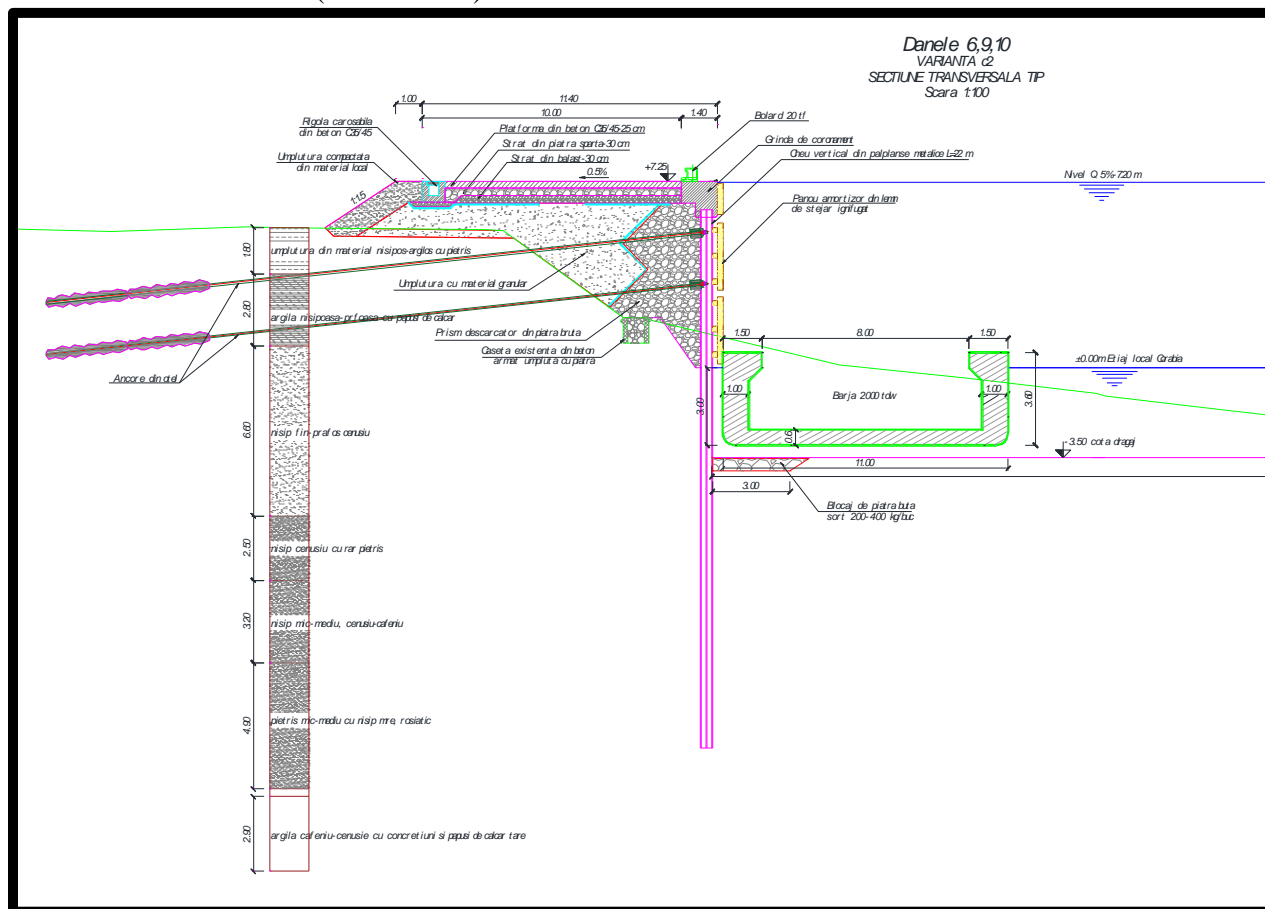 Danele 6,9,10
VARIANTA c2
SECTIUNE TRANSVERSALA TIP
Scara 1:100
1.00
11.40
10.00
1.40
Bolard 20 tf
Rigola carosabila
din beton C35/45
Platforma din beton C35/45-25 cm
Grinda de coronament
Strat din piatra sparta-30 cm
Cheu vertical din palplanse metalice L=22 m
Umplutura compactata
din material local
Strat din balast-30 cm
+7.25
0.5%
Nivel Q 5%-7.20 m
1:1.5
Panou amortizor din lemn
de stejar ignifugat
1.80
umplutura din material nisipos-argilos cu pietris
Umplutura cu material granular
2.80
argila nisipoasa-prafoasa cu papusi de calcar
Prism descarcator din piatra bruta
1.50
8.00
1.50
Caseta existenta din beton
armat umpluta cu piatra
±0.00m Etiaj local Corabia
Ancore din otel
1.00
1.00
Barja 2000 tdw
3.00
3.60
6.60
nisip fin-prafos cenusiu
0.6
-3.50 cota dragaj
11.00
3.00
Blocaj de piatra buta
sort 200-400 kg/buc
2.50
nisip cenusiu cu rar pietris
3.20
nisip mic-mediu, cenusiu-cafeniu
4.90
pietris mic-mediu cu nisip mre, rosiatic
2.90
argila cafeniu-cenusie cu concretiuni si papusi de calcar tare